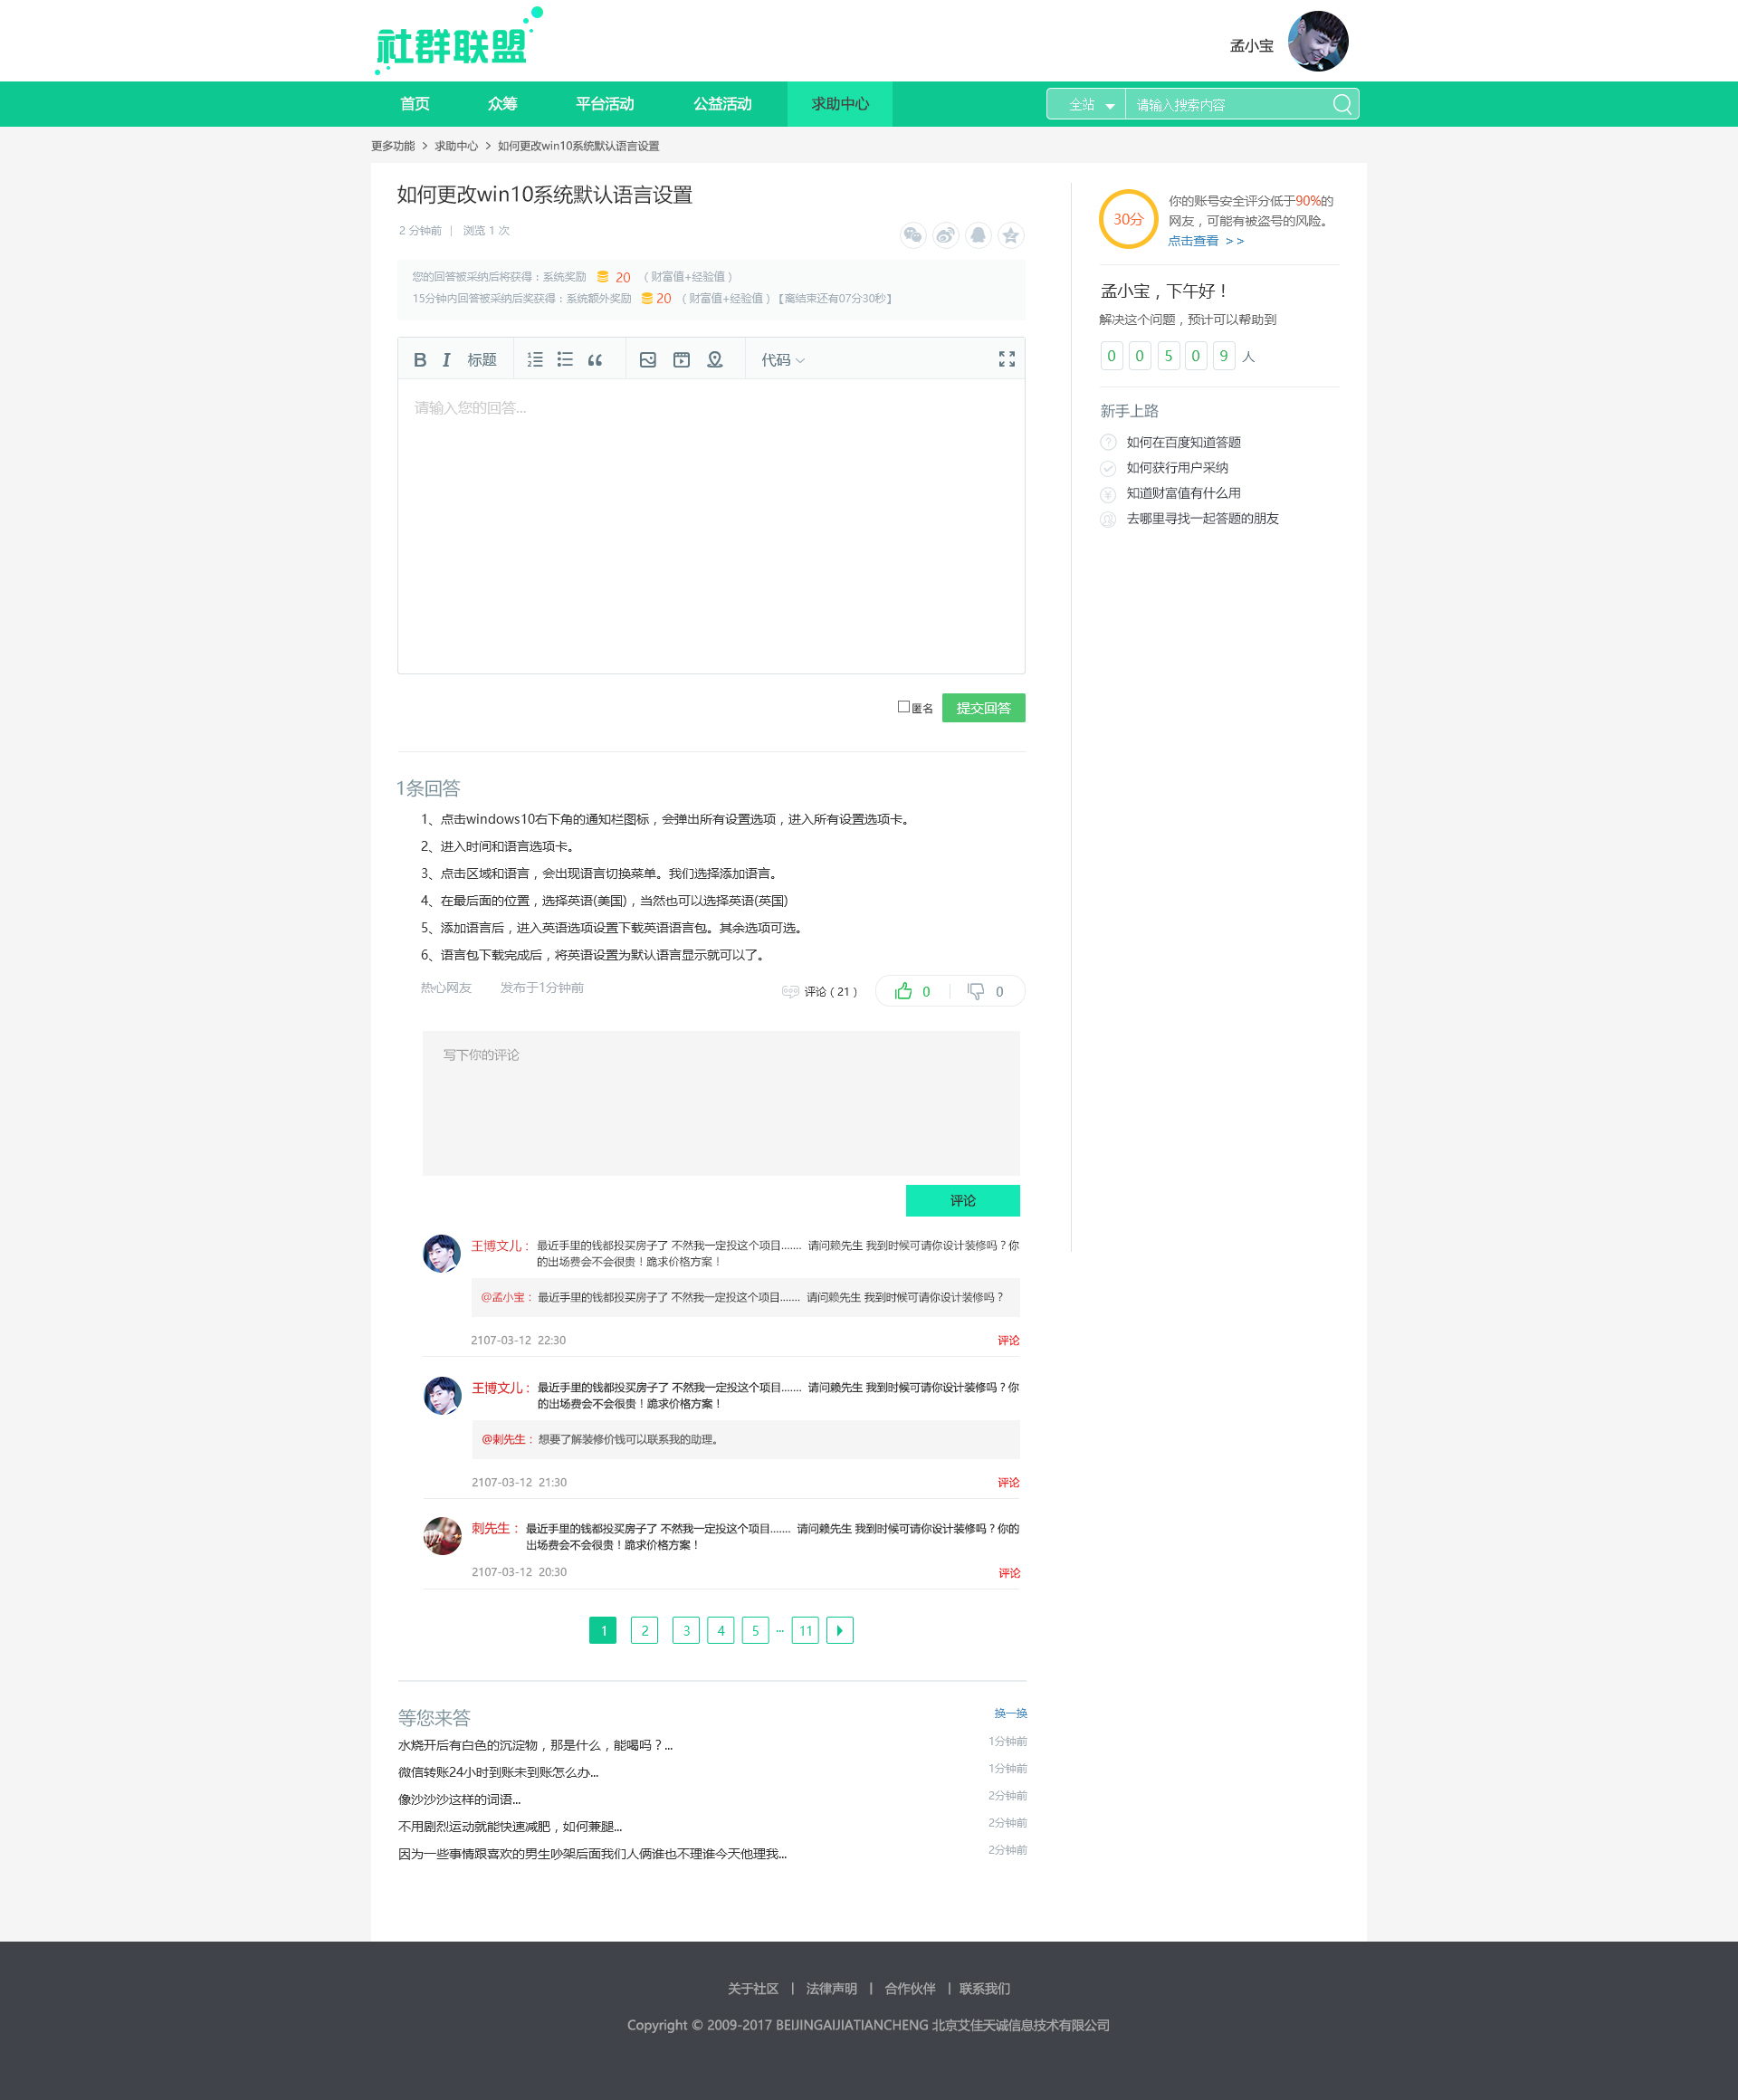 社群联盟
孟小宝
首页 众筹 平台活动 公益活动 求助中心 全站 请输入搜索内容
更多功能 > 求助中心 > 如何更改win10系统默认语言设置
如何更改win10系统默认语言设置
2 分钟前 | 浏览 1 次
您的回答被采纳后将获得：系统奖励 20 （财富值+经验值）
15分钟内回答被采纳后奖获得：系统额外奖励 20 （财富值+经验值）【离结束还有07分30秒】
B I 标题 代码
请输入您的回答...
匿名 提交回答
1条回答
1、点击windows10右下角的通知栏图标，会弹出所有设置选项，进入所有设置选项卡。
2、进入时间和语言选项卡。
3、点击区域和语言，会出现语言切换菜单。我们选择添加语言。
4、在最后面的位置，选择英语(美国)，当然也可以选择英语(英国)
5、添加语言后，进入英语选项设置下载英语语言包。其余选项可选。
6、语言包下载完成后，将英语设置为默认语言显示就可以了。
热心网友 发布于1分钟前 评论（21） 0 | 0
写下你的评论
评论
王博文儿： 最近手里的钱都投买房子了 不然我一定投这个项目....... 请问赖先生 我到时候可请你设计装修吗？你
的出场费会不会很贵！跪求价格方案！
@孟小宝： 最近手里的钱都投买房子了 不然我一定投这个项目....... 请问赖先生 我到时候可请你设计装修吗？
2107-03-12 22:30 评论
王博文儿： 最近手里的钱都投买房子了 不然我一定投这个项目....... 请问赖先生 我到时候可请你设计装修吗？你
的出场费会不会很贵！跪求价格方案！
@剌先生： 想要了解装修价钱可以联系我的助理。
2107-03-12 21:30 评论
刺先生： 最近手里的钱都投买房子了 不然我一定投这个项目....... 请问赖先生 我到时候可请你设计装修吗？你的
出场费会不会很贵！跪求价格方案！
2107-03-12 20:30 评论
1 2 3 4 5 ... 11
等您来答 换一换
水烧开后有白色的沉淀物，那是什么，能喝吗？... 1分钟前
微信转账24小时到账未到账怎么办... 1分钟前
像沙沙沙这样的词语... 2分钟前
不用剧烈运动就能快速减肥，如何兼腿... 2分钟前
因为一些事情跟喜欢的男生吵架后面我们人俩谁也不理谁今天他理我... 2分钟前
30分
你的账号安全评分低于90%的
网友，可能有被盗号的风险。
点击查看 >>
孟小宝，下午好！
解决这个问题，预计可以帮助到
0 0 5 0 9 人
新手上路
如何在百度知道答题
如何获行用户采纳
知道财富值有什么用
去哪里寻找一起答题的朋友
关于社区 | 法律声明 | 合作伙伴 | 联系我们
Copyright © 2009-2017 BEIJINGAIJIATIANCHENG 北京艾佳天诚信息技术有限公司